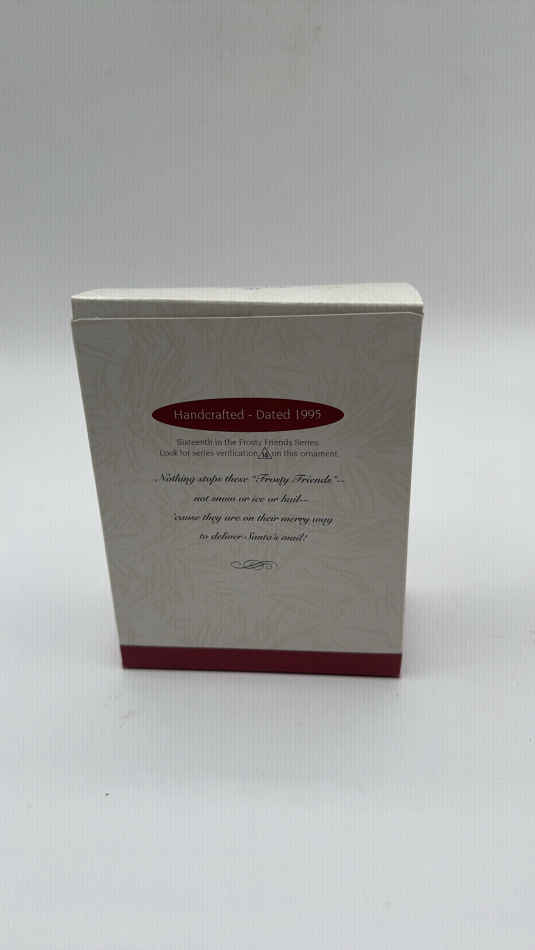 Handcrafted - Dated 1995
Sixteenth in the Frosty Friends Series.
Look for series verification 16 on this ornament.
Nothing stops these "Frosty Friends"--
not snow or ice or hail--
'cause they are on their merry way
to deliver Santa's mail!